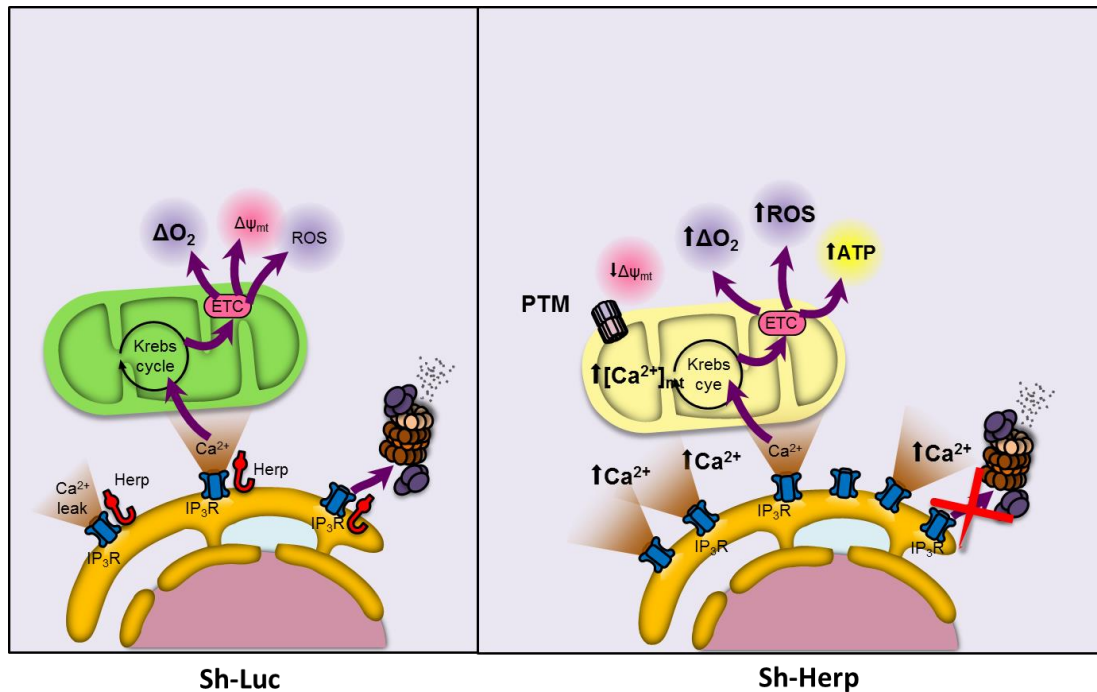 ΔO₂
Δψmt
ROS
ETC
Krebs
cycle
Ca²⁺
Herp
Herp
Ca²⁺
leak
IP₃R
IP₃R
IP₃R
Sh-Luc
⬆ROS
⬆ΔO₂
⬆ATP
⬇Δψmt
PTM
ETC
⬆[Ca²⁺]mt
Krebs
cye
Ca²⁺
⬆Ca²⁺
⬆Ca²⁺
⬆Ca²⁺
IP₃R
IP₃R
IP₃R
Sh-Herp